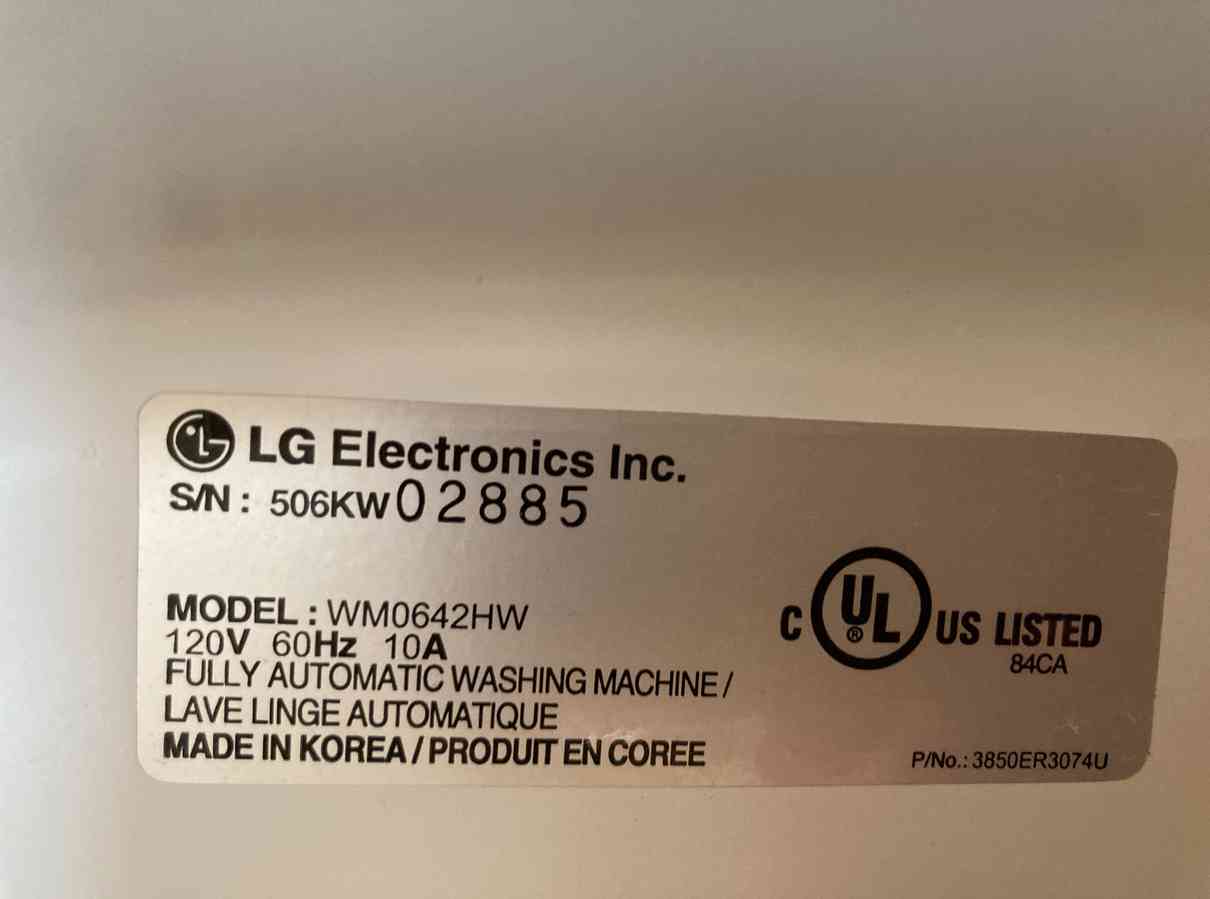 LG Electronics Inc.
S/N : 506KW02885
MODEL : WM0642HW
120V 60Hz 10A
FULLY AUTOMATIC WASHING MACHINE /
LAVE LINGE AUTOMATIQUE
MADE IN KOREA / PRODUIT EN COREE
C UL® US LISTED
84CA
P/No.: 3850ER3074U